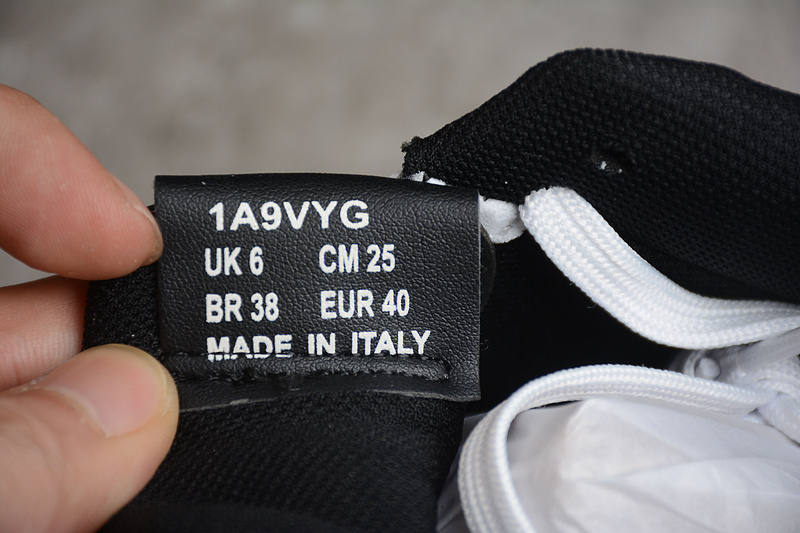 1A9VYG
UK 6 CM 25
BR 38 EUR 40
MADE IN ITALY